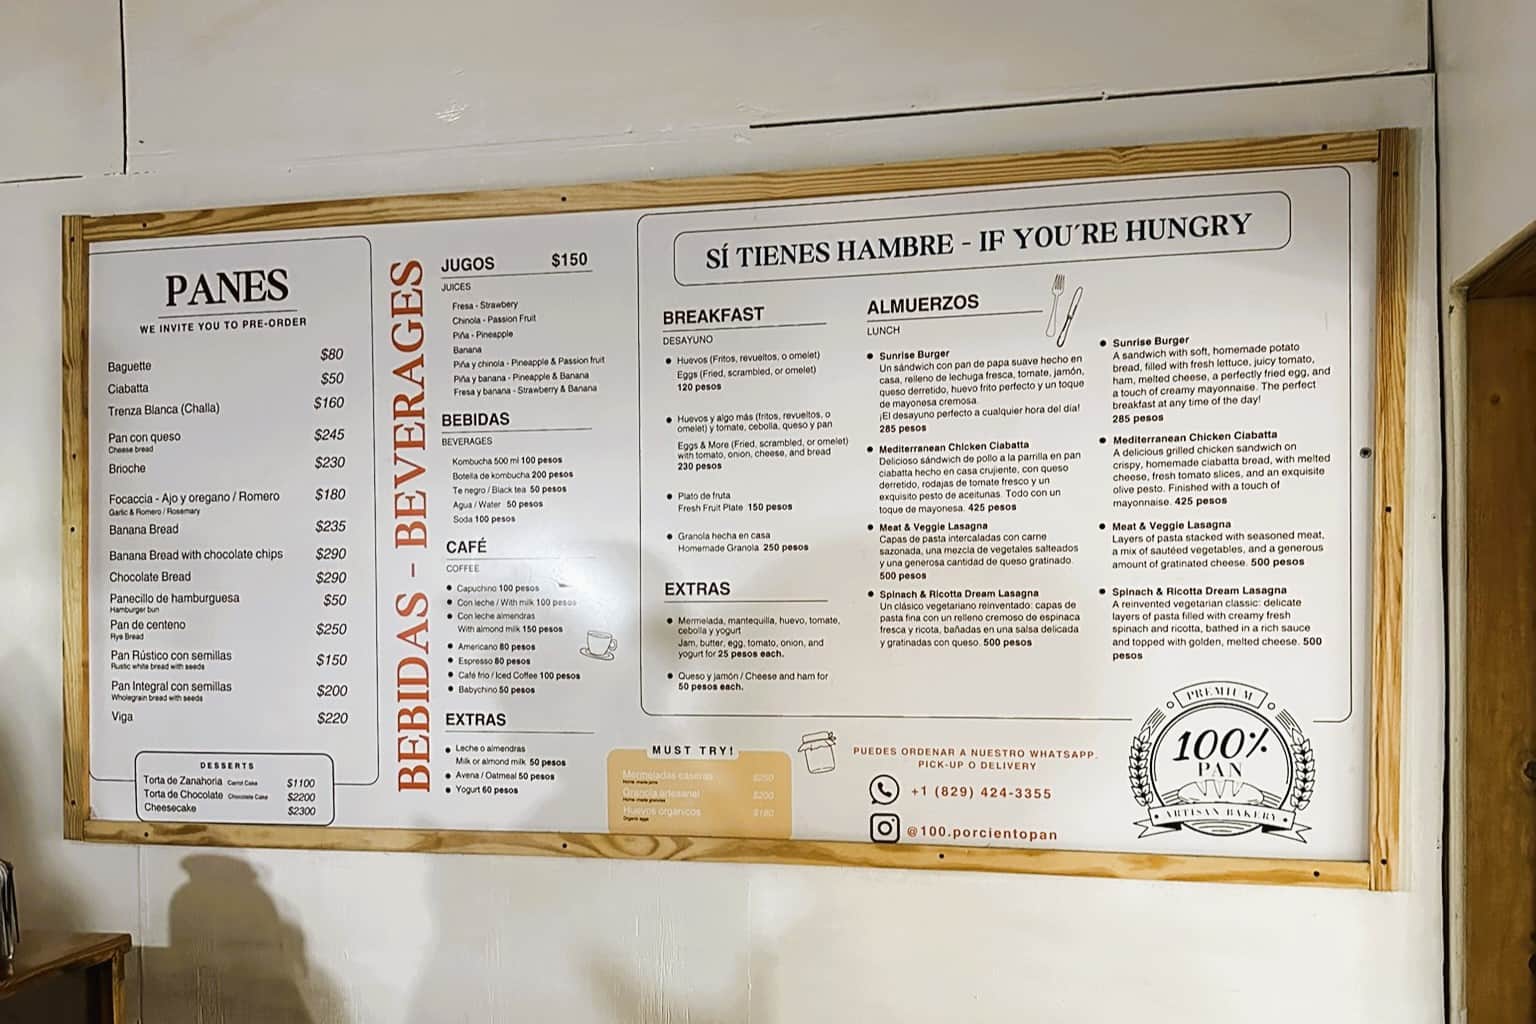 PANES
WE INVITE YOU TO PRE-ORDER
Baguette $80
Ciabatta $50
Trenza Blanca (Challa) $160
Pan con queso $245
Cheese bread
Brioche $230
Focaccia - Ajo y oregano / Romero $180
Garlic & Romero / Rosemary
Banana Bread $235
Banana Bread with chocolate chips $290
Chocolate Bread $290
Panecillo de hamburguesa $50
Hamburger bun
Pan de centeno $250
Rye Bread
Pan Rústico con semillas $150
Rustic white bread with seeds
Pan Integral con semillas $200
Wholegrain bread with seeds
Viga $220
DESSERTS
Torta de Zanahoria Carrot Cake $1100
Torta de Chocolate Chocolate Cake $2200
Cheesecake $2300
BEBIDAS - BEVERAGES
JUGOS $150
JUICES
Fresa - Strawbery
Chinola - Passion Fruit
Piña - Pineapple
Banana
Piña y chinola - Pineapple & Passion fruit
Piña y banana - Pineapple & Banana
Fresa y banana - Strawberry & Banana
BEBIDAS
BEVERAGES
Kombucha 500 ml 100 pesos
Botella de kombucha 200 pesos
Te negro / Black tea 50 pesos
Agua / Water 50 pesos
Soda 100 pesos
CAFÉ
COFFEE
Capuchino 100 pesos
Con leche / With milk 100 pesos
Con leche almendras
With almond milk 150 pesos
Americano 80 pesos
Espresso 80 pesos
Café frio / Iced Coffee 100 pesos
Babychino 50 pesos
EXTRAS
Leche o almendras
Milk or almond milk 50 pesos
Avena / Oatmeal 50 pesos
Yogurt 60 pesos
SÍ TIENES HAMBRE - IF YOU´RE HUNGRY
BREAKFAST
DESAYUNO
Huevos (Fritos, revueltos, o omelet)
Eggs (Fried, scrambled, or omelet)
120 pesos
Huevos y algo más (fritos, revueltos, o
omelet) y tomate, cebolla, queso y pan
Eggs & More (Fried, scrambled, or omelet)
with tomato, onion, cheese, and bread
230 pesos
Plato de fruta
Fresh Fruit Plate 150 pesos
Granola hecha en casa
Homemade Granola 250 pesos
EXTRAS
Mermelada, mantequilla, huevo, tomate,
cebolla y yogurt
Jam, butter, egg, tomato, onion, and
yogurt for 25 pesos each.
Queso y jamón / Cheese and ham for
50 pesos each.
ALMUERZOS
LUNCH
Sunrise Burger
Un sándwich con pan de papa suave hecho en
casa, relleno de lechuga fresca, tomate, jamón,
queso derretido, huevo frito perfecto y un toque
de mayonesa cremosa.
¡El desayuno perfecto a cualquier hora del día!
285 pesos
Mediterranean Chicken Ciabatta
Delicioso sándwich de pollo a la parrilla en pan
ciabatta hecho en casa crujiente, con queso
derretido, rodajas de tomate fresco y un
exquisito pesto de aceitunas. Todo con un
toque de mayonesa. 425 pesos
Meat & Veggie Lasagna
Capas de pasta intercaladas con carne
sazonada, una mezcla de vegetales salteados
y una generosa cantidad de queso gratinado.
500 pesos
Spinach & Ricotta Dream Lasagna
Un clásico vegetariano reinventado: capas de
pasta fina con un relleno cremoso de espinaca
fresca y ricota, bañadas en una salsa delicada
y gratinadas con queso. 500 pesos
Sunrise Burger
A sandwich with soft, homemade potato
bread, filled with fresh lettuce, juicy tomato,
ham, melted cheese, a perfectly fried egg, and
a touch of creamy mayonnaise. The perfect
breakfast at any time of the day!
285 pesos
Mediterranean Chicken Ciabatta
A delicious grilled chicken sandwich on
crispy, homemade ciabatta bread, with melted
cheese, fresh tomato slices, and an exquisite
olive pesto. Finished with a touch of
mayonnaise. 425 pesos
Meat & Veggie Lasagna
Layers of pasta stacked with seasoned meat,
a mix of sautéed vegetables, and a generous
amount of gratinated cheese. 500 pesos
Spinach & Ricotta Dream Lasagna
A reinvented vegetarian classic: delicate
layers of pasta filled with creamy fresh
spinach and ricotta, bathed in a rich sauce
and topped with golden, melted cheese. 500
pesos
MUST TRY!
Mermeladas caseras $250
Home made jams
Granola artesanal $200
Home made granola
Huevos organicos $180
Organic eggs
PUEDES ORDENAR A NUESTRO WHATSAPP.
PICK-UP O DELIVERY
+1 (829) 424-3355
@100.porcientopan
PREMIUM
100%
PAN
ARTISAN BAKERY